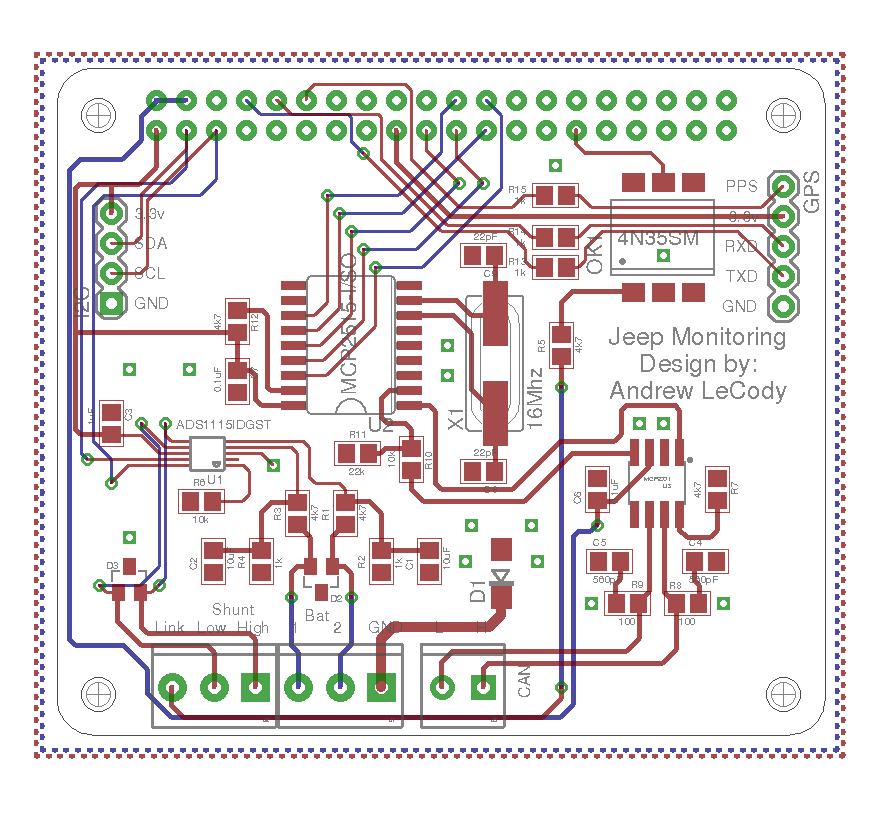 PPS
GPS
3.3v
RXD
TXD
GND
3.3v
SDA
SCL
GND
I2C
R15
1k
R14
1k
R13
1k
OK1
4N35SM
22pF
MCP2515-I/SO
U2
X1
16Mhz
22pF
R5
4k7
Jeep Monitoring
Design by:
Andrew LeCody
4k7
R12
0.1uF
1uF
C3
ADS1115IDGST
U1
R6
10k
R11
22k
10k
R10
R3
4k7
R1
4k7
C2
10u
R4
1k
R2
1k
C1
10uF
D3
D2
D1
C6
1uF
MCP2551
U3
4k7
R7
C5
560p
C4
560pF
R9
100
R8
100
Shunt
Link Low High
Bat
1 2 GND
L H
CAN